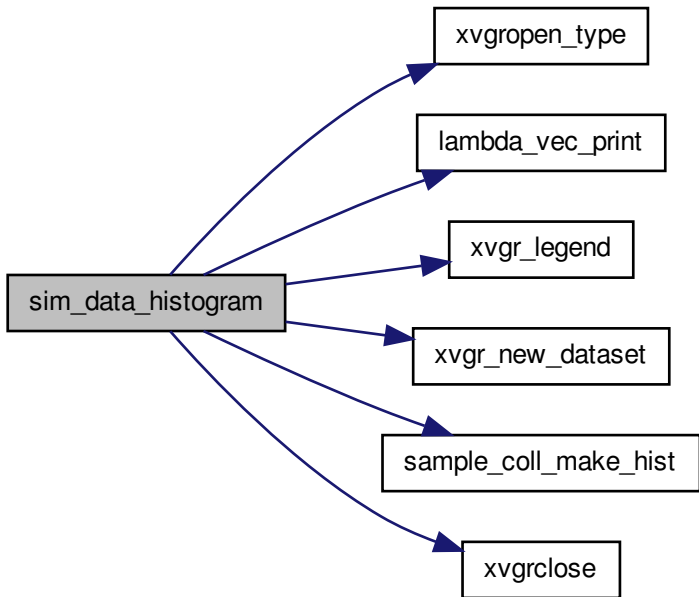 xvgropen_type
lambda_vec_print
xvgr_legend
sim_data_histogram
xvgr_new_dataset
sample_coll_make_hist
xvgrclose